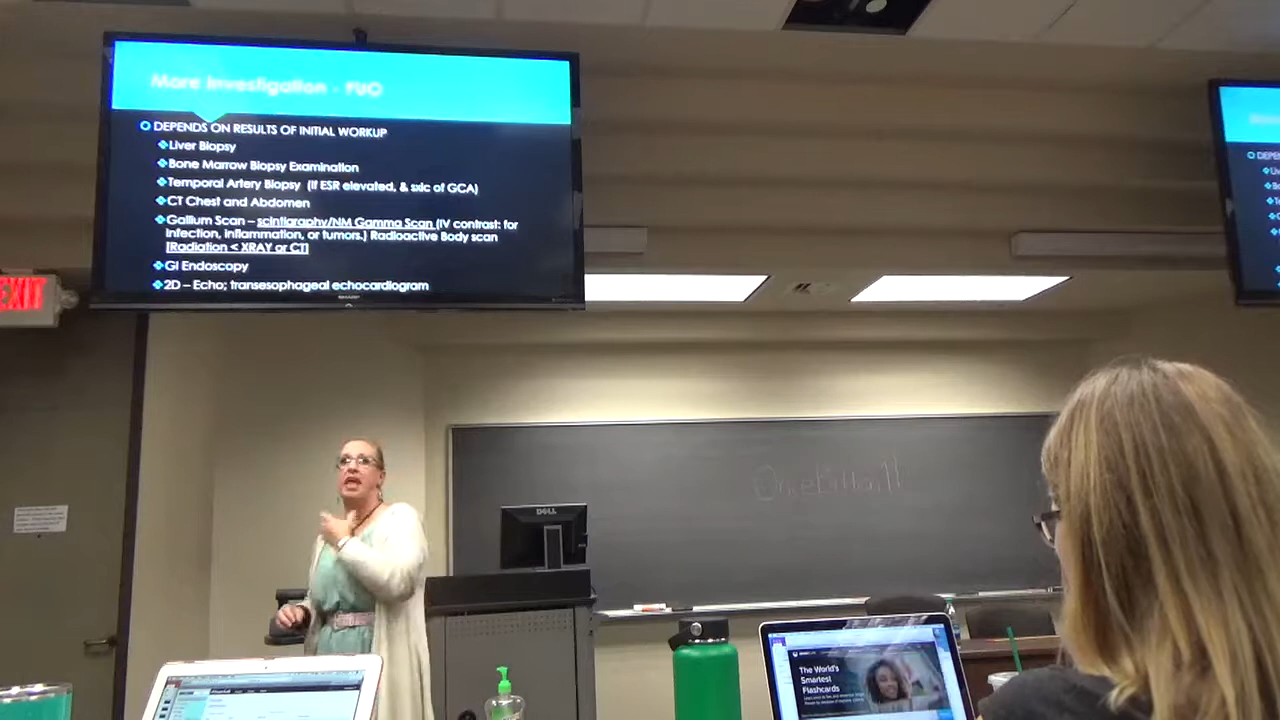 More Investigation - FUO
DEPENDS ON RESULTS OF INITIAL WORKUP
Liver Biopsy
Bone Marrow Biopsy Examination
Temporal Artery Biopsy (If ESR elevated, & sxlc of GCA)
CT Chest and Abdomen
Gallium Scan – scintigraphy/NM Gamma Scan (IV contrast: for
infection, inflammation, or tumors.) Radioactive Body scan
[Radiation < XRAY or CT]
GI Endoscopy
2D – Echo; transesophageal echocardiogram
SHARP
EXIT
DELL
The World's
Smartest
Flashcards